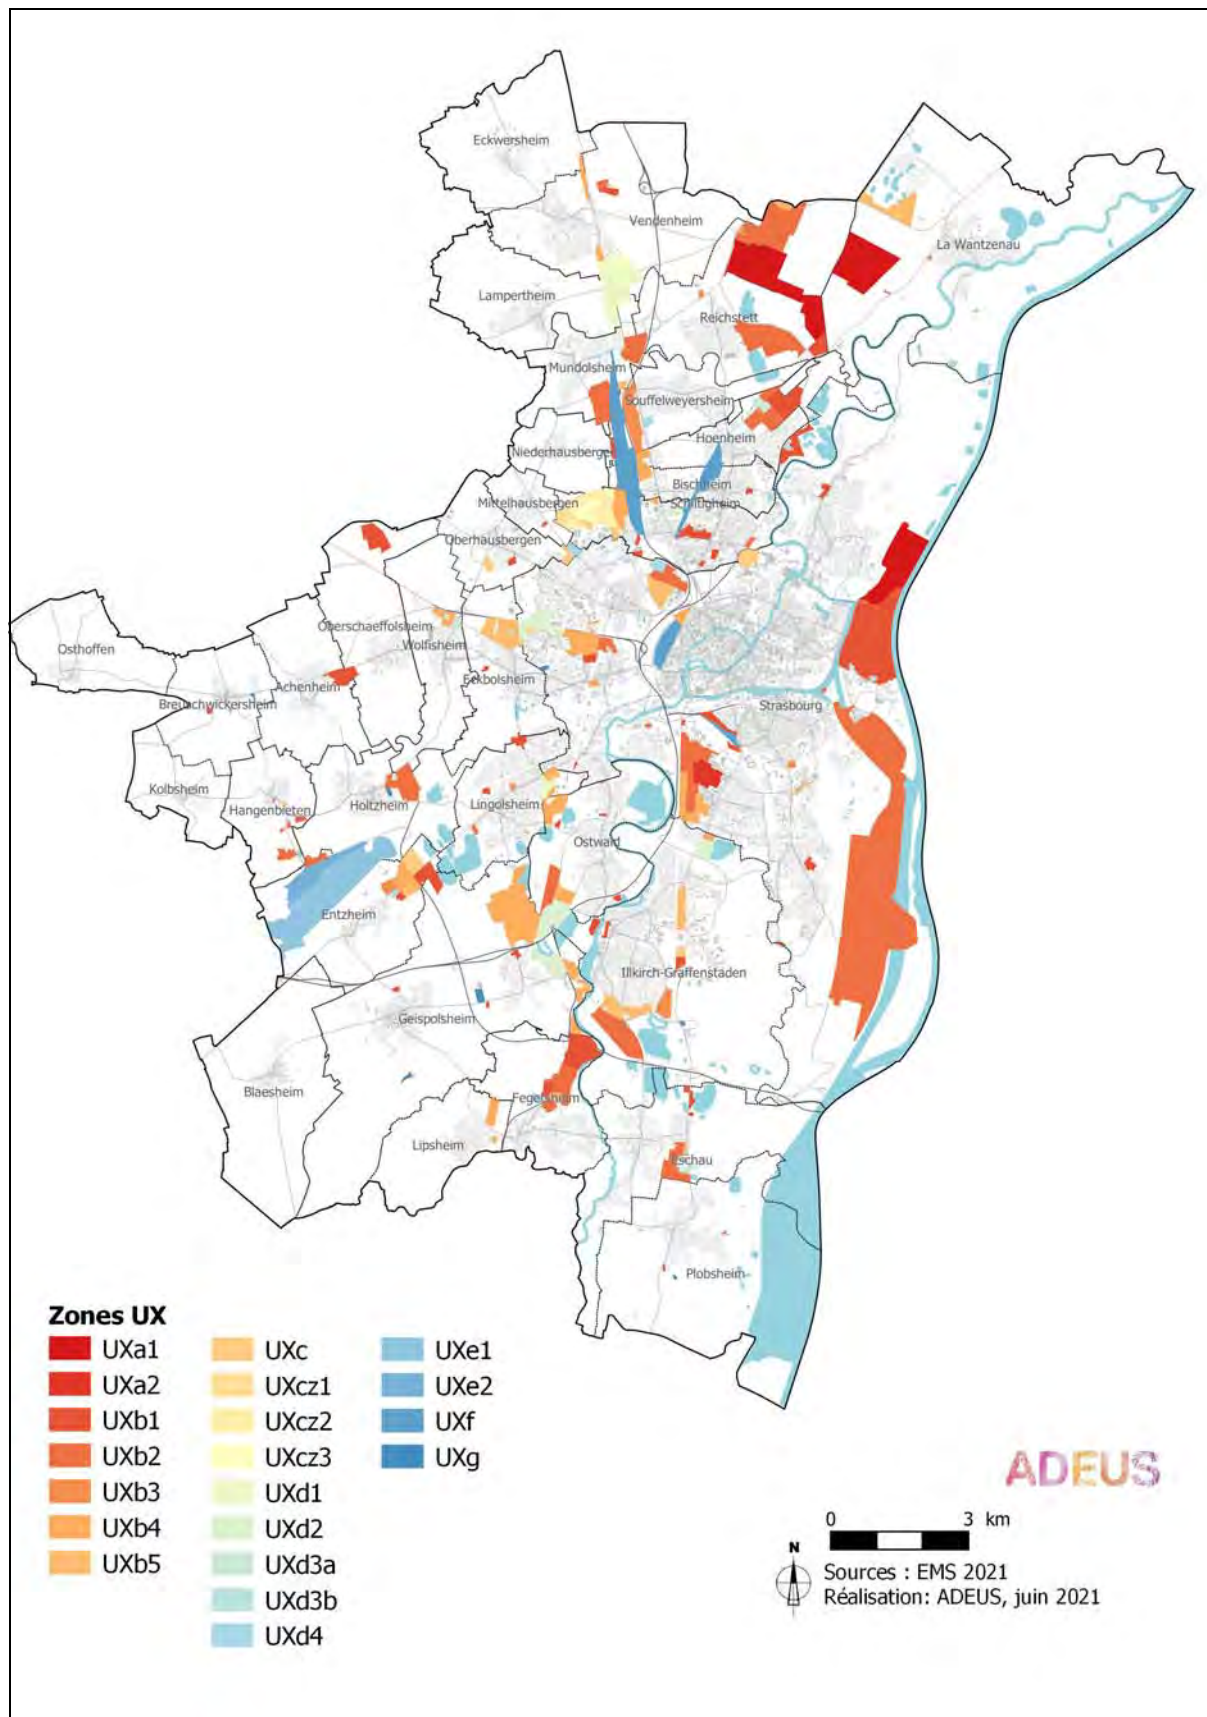 Eckwersheim
Vendenheim
La Wantzenau
Lampertheim
Reichstett
Mundolsheim
Souffelweyersheim
Hoenheim
Niederhausberge
Bischheim
Mittelhausbergen
Schiltigheim
Oberhausbergen
Oberschaeffolsheim
Osthoffen
Wolfisheim
Eckbolsheim
Achenheim
Breuschwickersheim
Strasbourg
Kolbsheim
Hangenbieten
Holtzheim
Lingolsheim
Ostwald
Entzheim
Illkirch-Graffenstaden
Geispolsheim
Blaesheim
Fegersheim
Lipsheim
Eschau
Plobsheim
Zones UX
UXa1
UXa2
UXb1
UXb2
UXb3
UXb4
UXb5
UXc
UXcz1
UXcz2
UXcz3
UXd1
UXd2
UXd3a
UXd3b
UXd4
UXe1
UXe2
UXf
UXg
ADEUS
0 3 km
N
Sources : EMS 2021
Réalisation: ADEUS, juin 2021